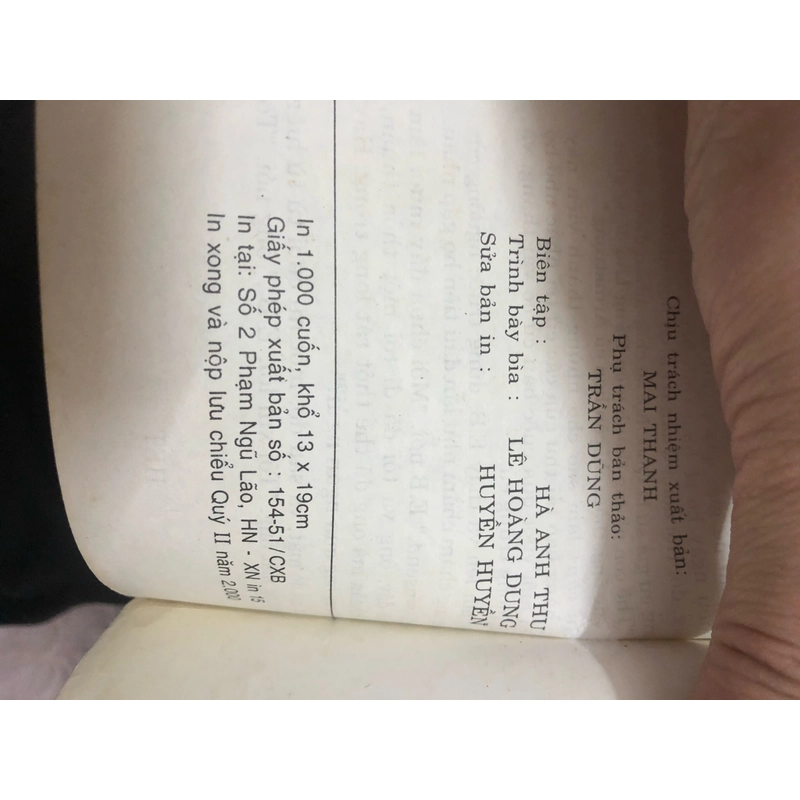 Chịu trách nhiệm xuất bản:
MAI THANH
Phụ trách bản thảo:
TRẦN DŨNG
Biên tập : HÀ ANH THU
Trình bày bìa : LÊ HOÀNG DUNG
Sửa bản in : HUYỀN HUYỀN
In 1.000 cuốn, khổ 13 x 19cm
Giấy phép xuất bản số : 154-51/CXB
In tại: Số 2 Phạm Ngũ Lão, HN - XN in 15
In xong và nộp lưu chiểu Quý II năm 2.000